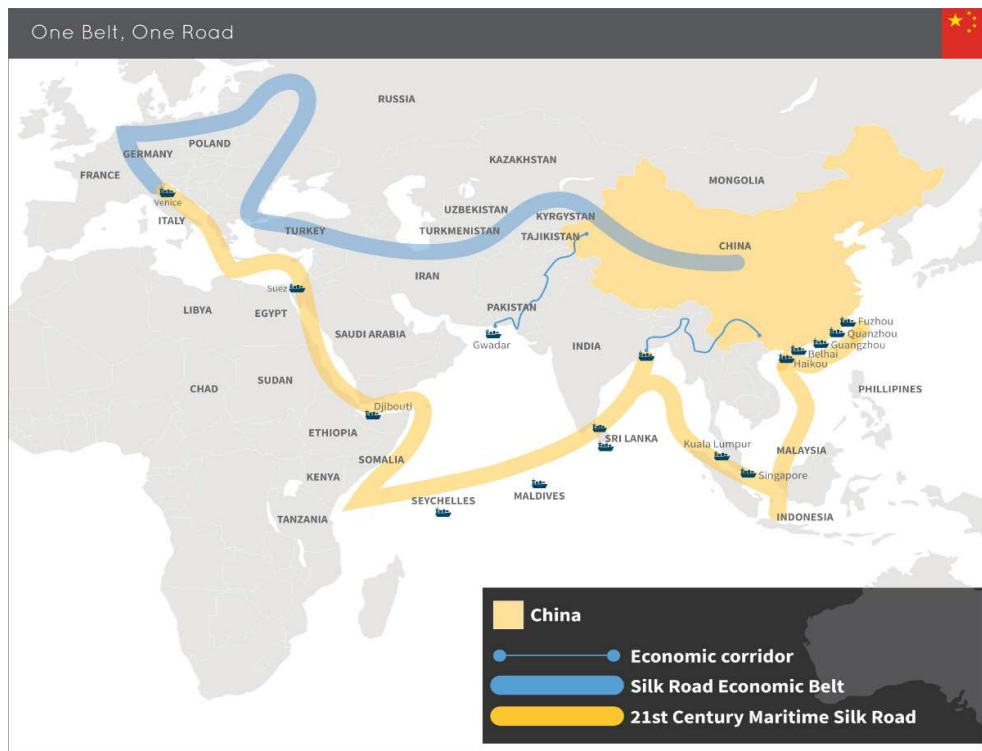 One Belt, One Road
RUSSIA
POLAND
GERMANY
FRANCE
KAZAKHSTAN
MONGOLIA
Venice
ITALY
UZBEKISTAN
KYRGYSTAN
TURKEY
TURKMENISTAN
TAJIKISTAN
CHINA
IRAN
Suez
LIBYA
EGYPT
PAKISTAN
SAUDI ARABIA
Gwadar
INDIA
Fuzhou
Quanzhou
Guangzhou
Belhai
Haikou
CHAD
SUDAN
PHILLIPINES
Djibouti
ETHIOPIA
SRI LANKA
Kuala Lumpur
MALAYSIA
SOMALIA
KENYA
Singapore
SEYCHELLES
MALDIVES
TANZANIA
INDONESIA
China
Economic corridor
Silk Road Economic Belt
21st Century Maritime Silk Road